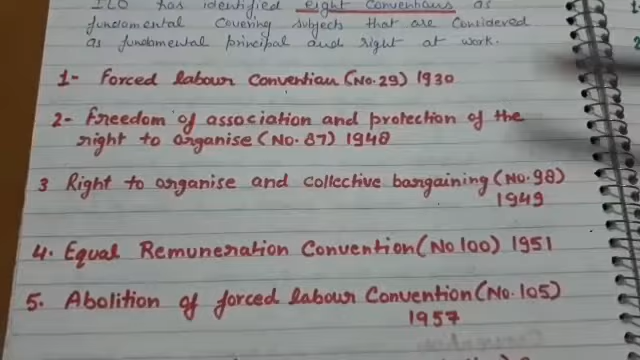 ILO has identified eight conventions as
fundamental covering subjects that are considered
as fundamental principal and right at work.
1- Forced labour Convention (No.29) 1930
2- Freedom of association and protection of the
right to organise (No.87) 1948
3 Right to organise and collective bargaining (No.98)
1949
4. Equal Remuneration Convention (No 100) 1951
5. Abolition of forced labour Convention (No.105)
1957